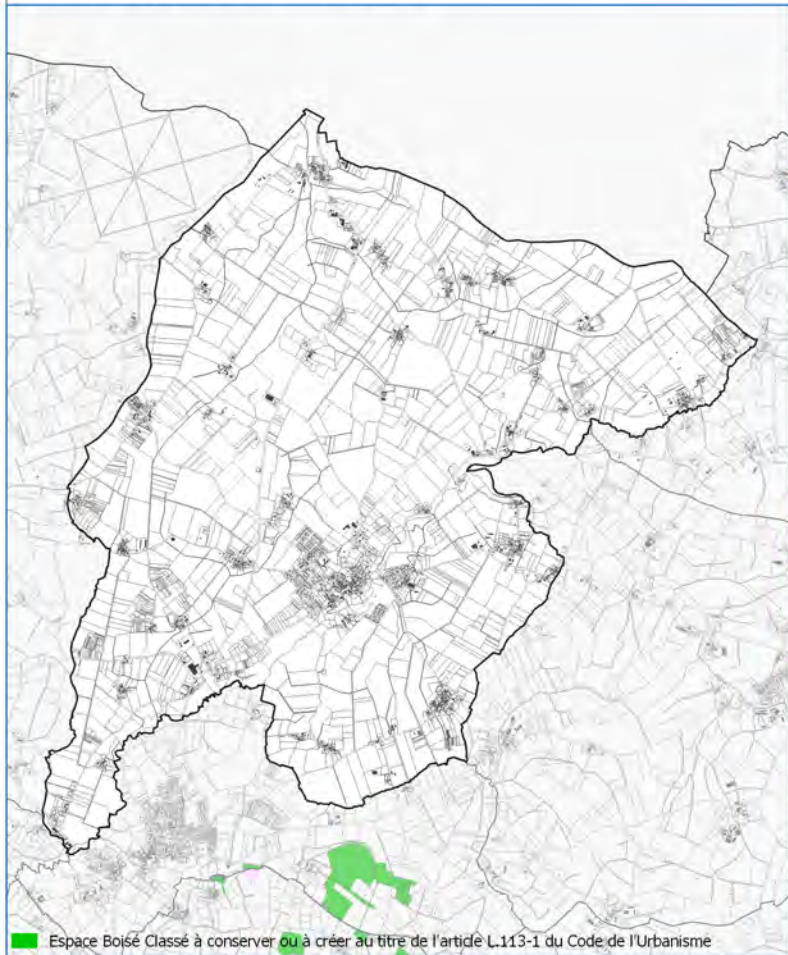 Espace Boisé Classé à conserver ou à créer au titre de l'article L.113-1 du Code de l'Urbanisme